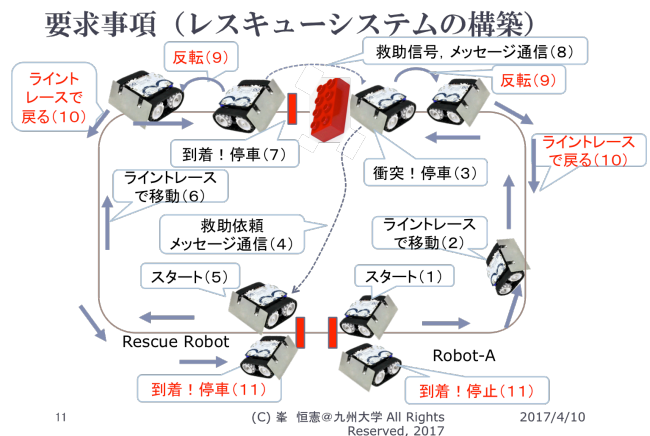 要求事項（レスキューシステムの構築）
救助信号，メッセージ通信（8）
反転（9）
反転（9）
ライント
レースで
戻る（10）
到着！停車（7）
衝突！停車（3）
ライントレース
で戻る（10）
ライントレース
で移動（6）
救助依頼
メッセージ通信（4）
ライントレース
で移動（2）
スタート（5）
スタート（1）
Rescue Robot
Robot-A
到着！停車（11）
到着！停止（11）
11
(C) 峯　恒憲＠九州大学 All Rights
Reserved, 2017
2017/4/10